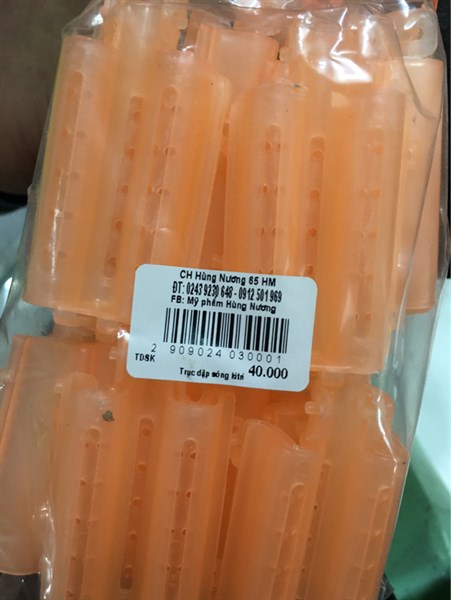 CH Hùng Nương 65 HM
ĐT: 0243 9230 648 - 0912 501 969
FB: Mỹ phẩm Hùng Nương
2 909024 030001
TDSK
Trục dập sóng kitri 40.000